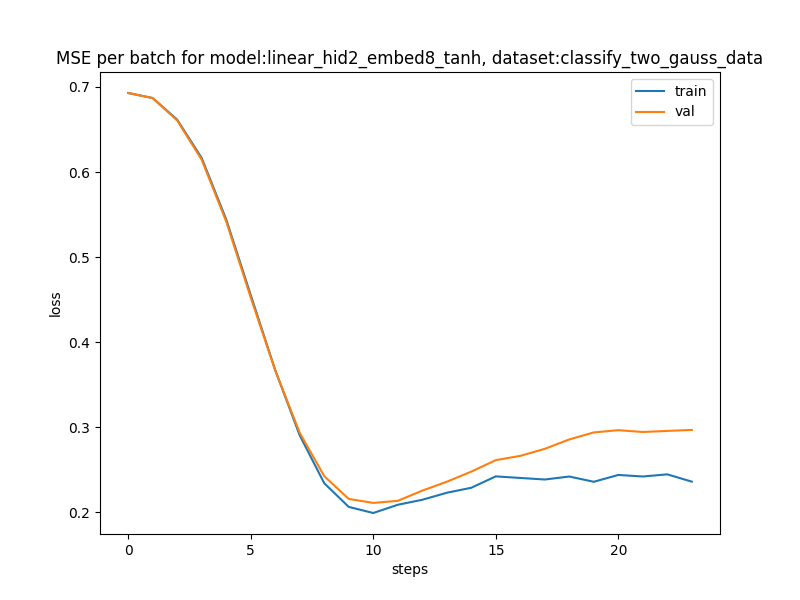 MSE per batch for model:linear_hid2_embed8_tanh, dataset:classify_two_gauss_data
train
val
0.7
0.6
0.5
0.4
0.3
0.2
loss
0 5 10 15 20
steps